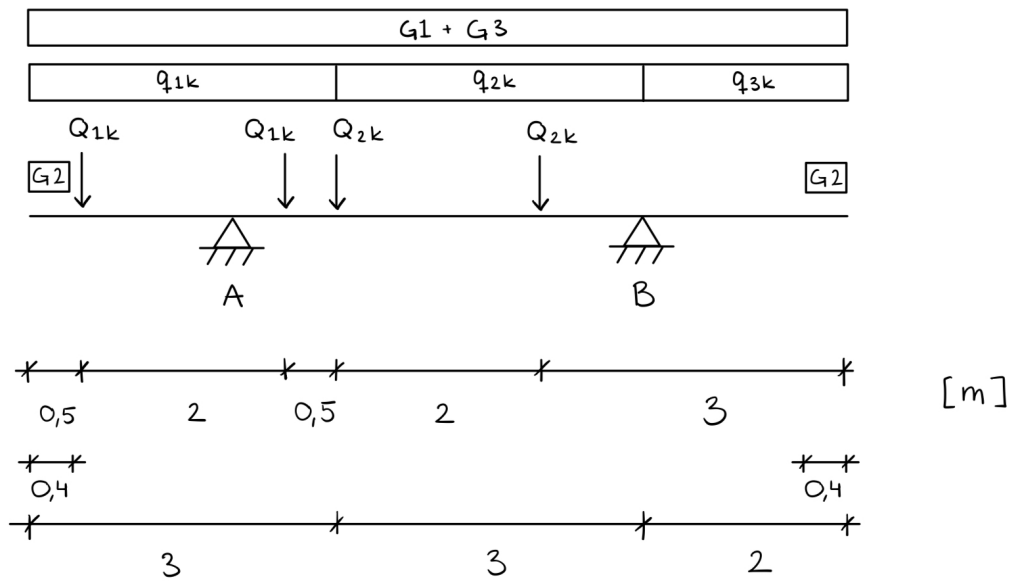 G1 + G3
q1k q2k q3k
Q1k Q1k Q2k Q2k
G2 G2
A B
0,5 2 0,5 2 3 [m]
0,4 0,4
3 3 2